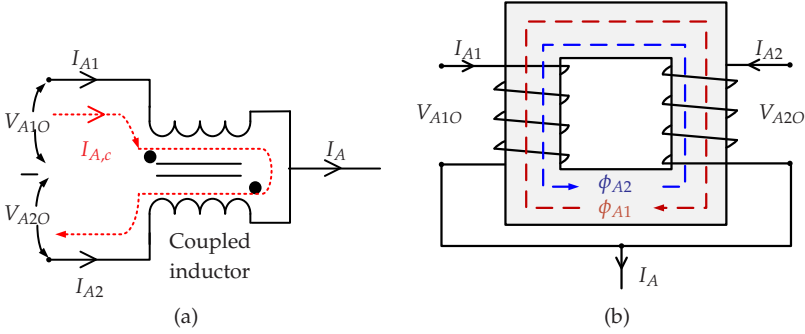 I_{A1}
V_{A1O}
I_{A,c}
I_A
V_{A2O}
Coupled
inductor
I_{A2}
(a)
I_{A1}
I_{A2}
V_{A1O}
V_{A2O}
ϕ_{A2}
ϕ_{A1}
I_A
(b)